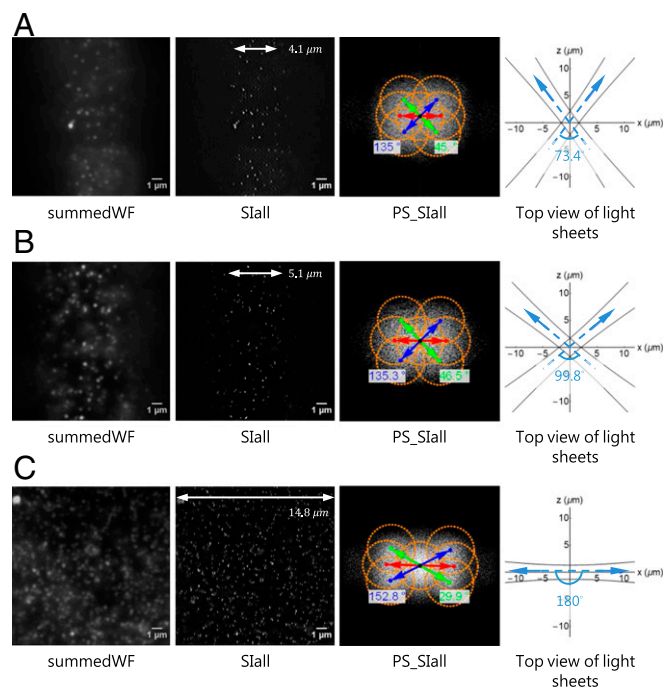 A
4.1 μm
1 μm
1 μm
135 °
45 °
z (μm)
10
5
-10
-5
5
10
x (μm)
-5
73.4°
-10
summedWF
SIall
PS_SIall
Top view of light
sheets
B
5.1 μm
1 μm
1 μm
135.3 °
46.5 °
z (μm)
10
5
-10
-5
5
10
x (μm)
99.8°
-10
summedWF
SIall
PS_SIall
Top view of light
sheets
C
14.8 μm
1 μm
1 μm
152.8 °
29.9 °
z (μm)
10
5
-10
-5
5
10
x (μm)
180°
-10
summedWF
SIall
PS_SIall
Top view of light
sheets